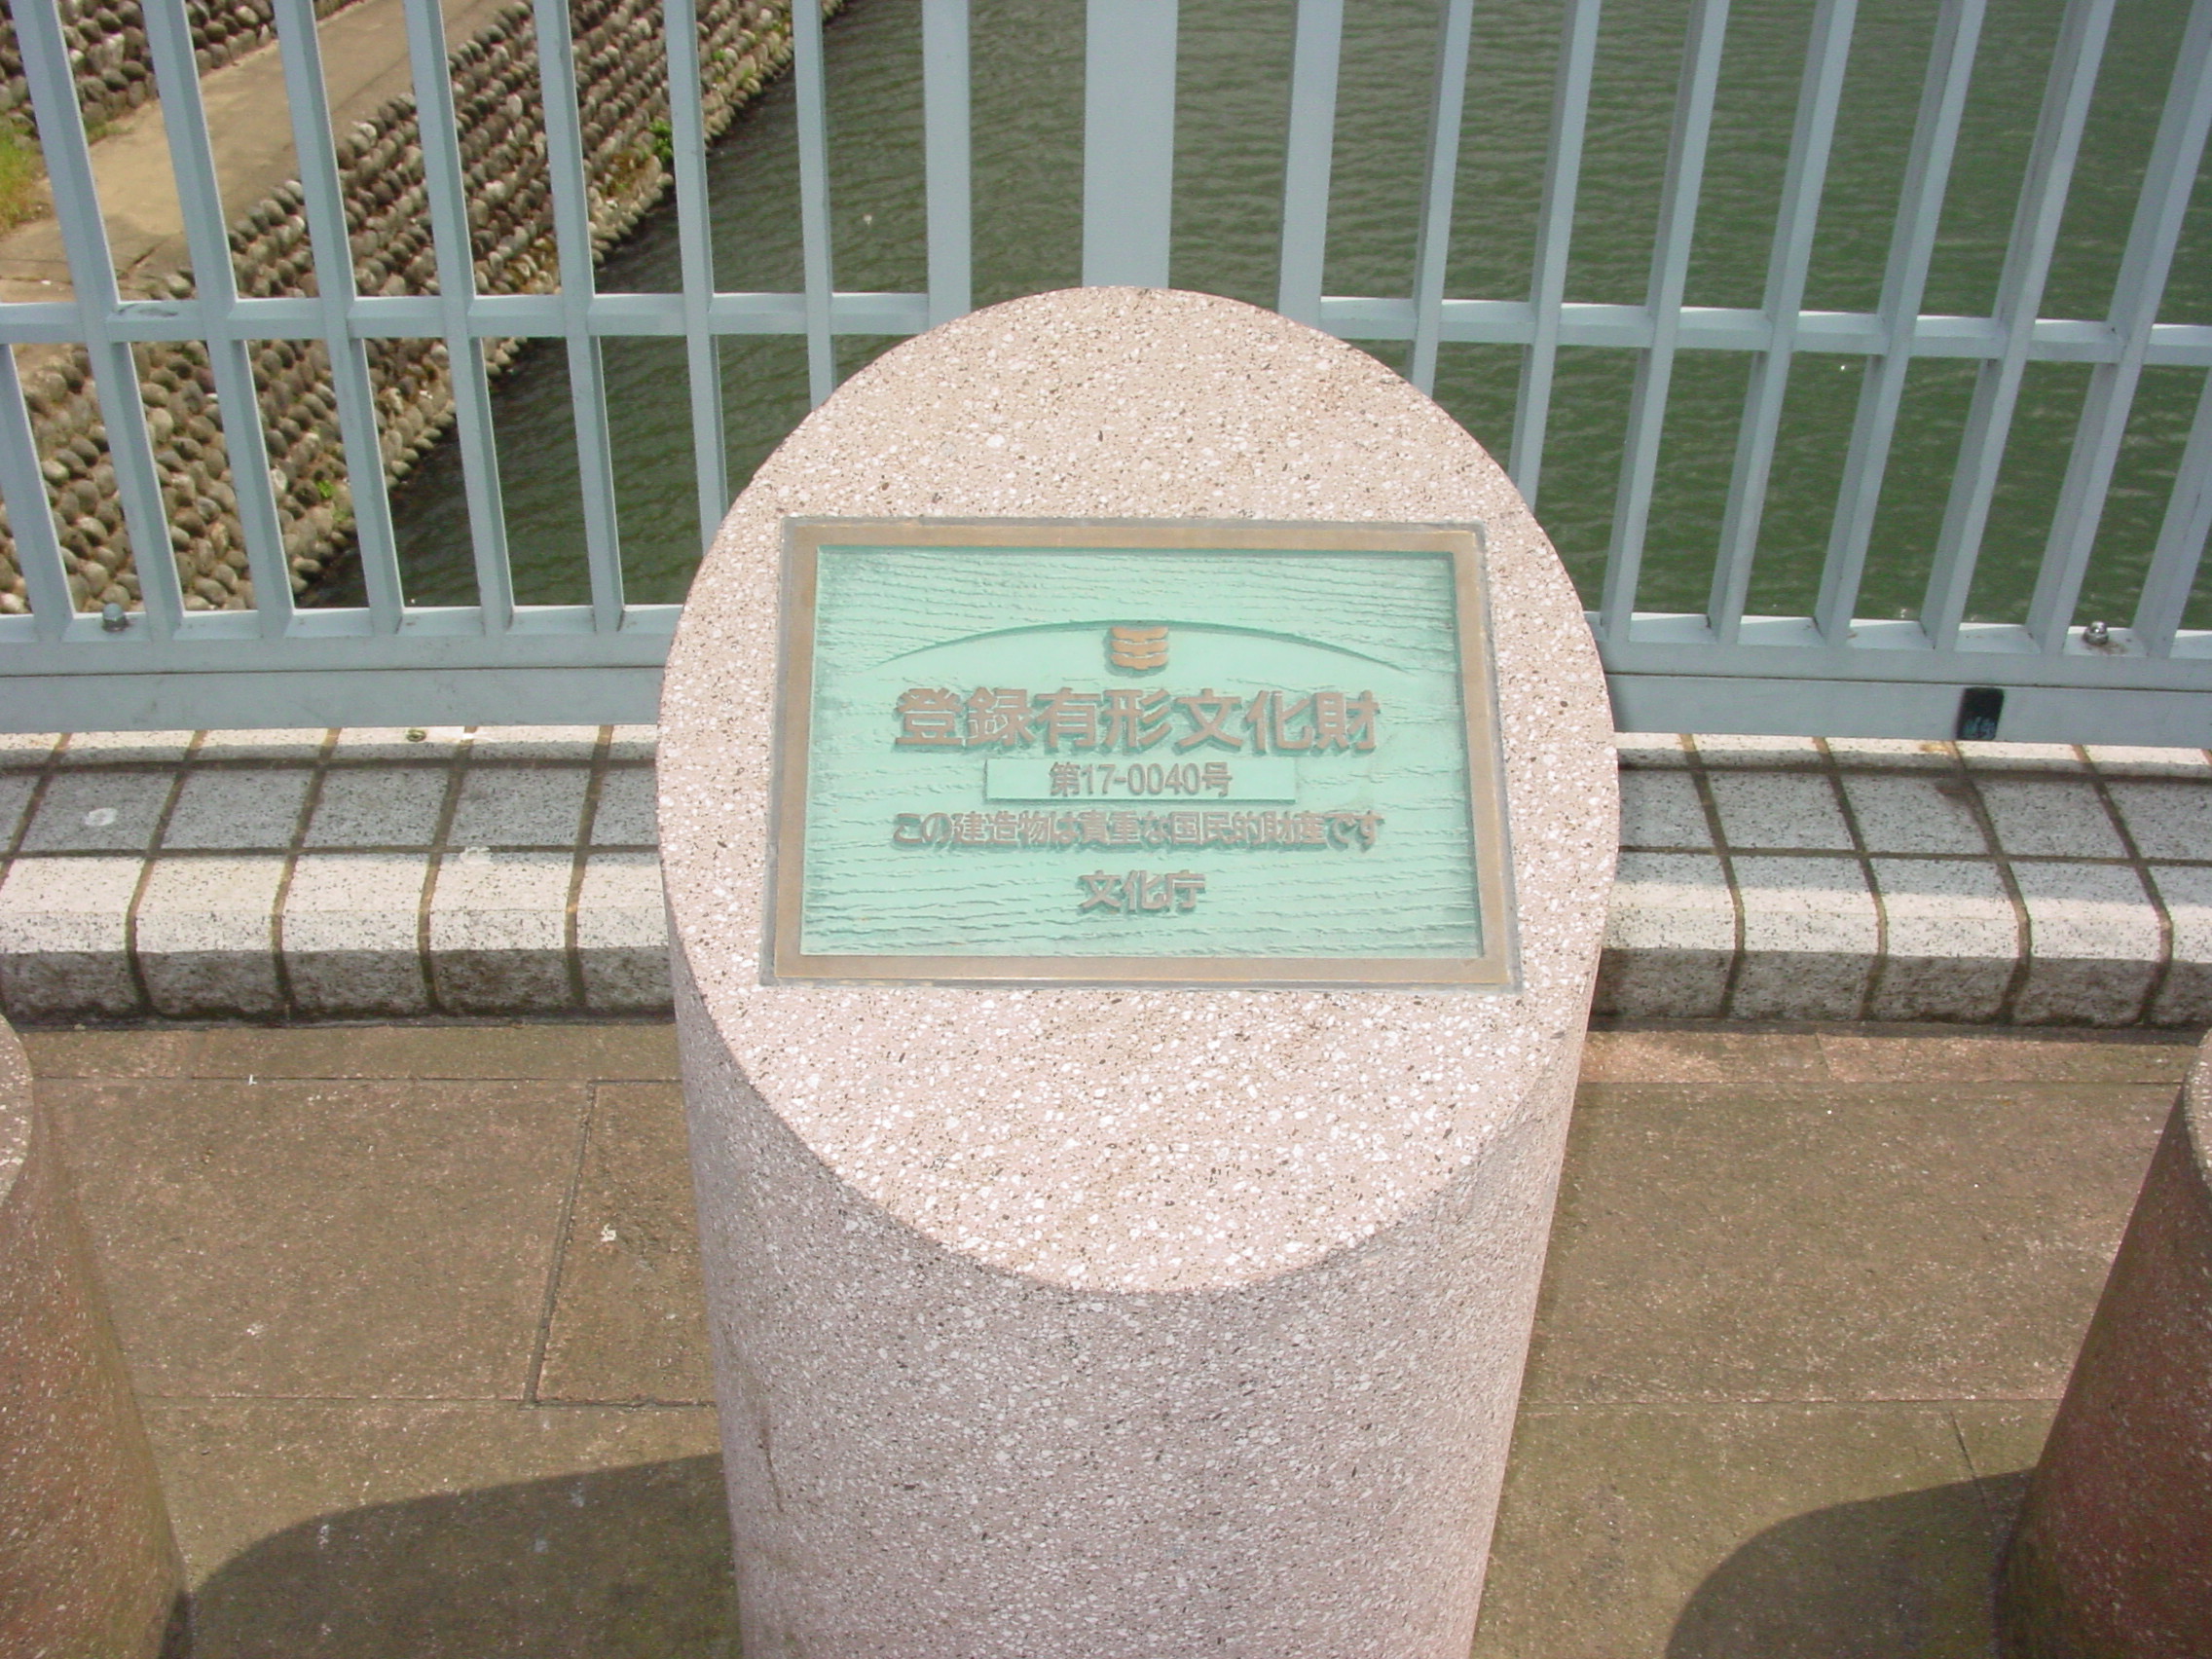 登録有形文化財
第17-0040号
この建造物は貴重な国民的財産です
文化庁